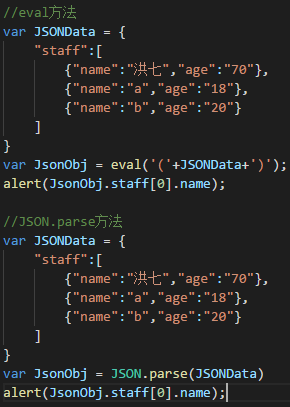 //eval方法
var JSONData = {
    "staff":[
        {"name":"洪七","age":"70"},
        {"name":"a","age":"18"},
        {"name":"b","age":"20"}
    ]
}
var JsonObj = eval('('+JSONData+')');
alert(JsonObj.staff[0].name);

//JSON.parse方法
var JSONData = {
    "staff":[
        {"name":"洪七","age":"70"},
        {"name":"a","age":"18"},
        {"name":"b","age":"20"}
    ]
}
var JsonObj = JSON.parse(JSONData)
alert(JsonObj.staff[0].name);